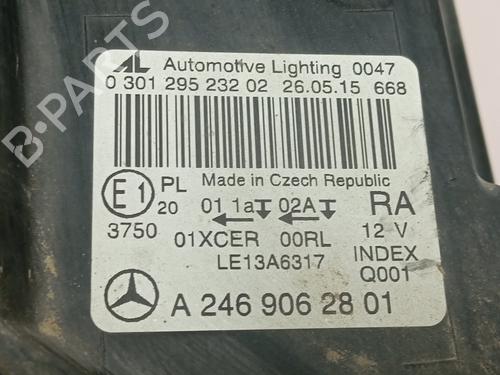 AL Automotive Lighting 0047
0 301 295 232 02 26.05.15 668
Made in Czech Republic
E1 PL 20 01 1a 02A RA
3750 01XCER 00RL 12 V
LE13A6317 INDEX
Q001
A 246 906 28 01
B-PARTS